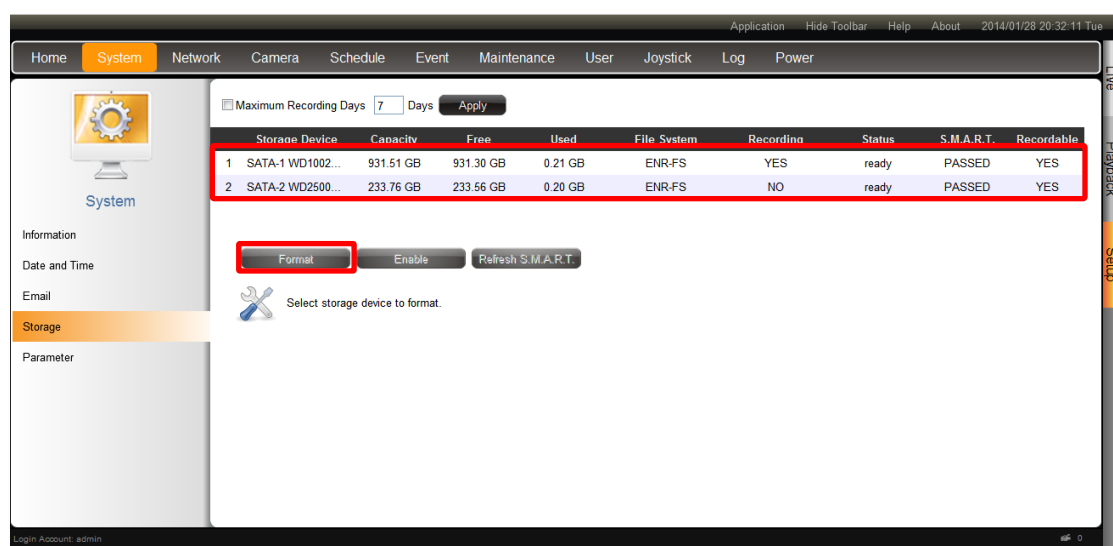 Application Hide Toolbar Help About 2014/01/28 20:32:11 Tue
Home System Network Camera Schedule Event Maintenance User Joystick Log Power
Live
Playback
Setup
Maximum Recording Days 7 Days Apply
Storage Device Capacity Free Used File System Recording Status S.M.A.R.T. Recordable
1 SATA-1 WD1002... 931.51 GB 931.30 GB 0.21 GB ENR-FS YES ready PASSED YES
2 SATA-2 WD2500... 233.76 GB 233.56 GB 0.20 GB ENR-FS NO ready PASSED YES
System
Information
Date and Time
Email
Storage
Parameter
Format Enable Refresh S.M.A.R.T.
Select storage device to format.
Login Account: admin 0